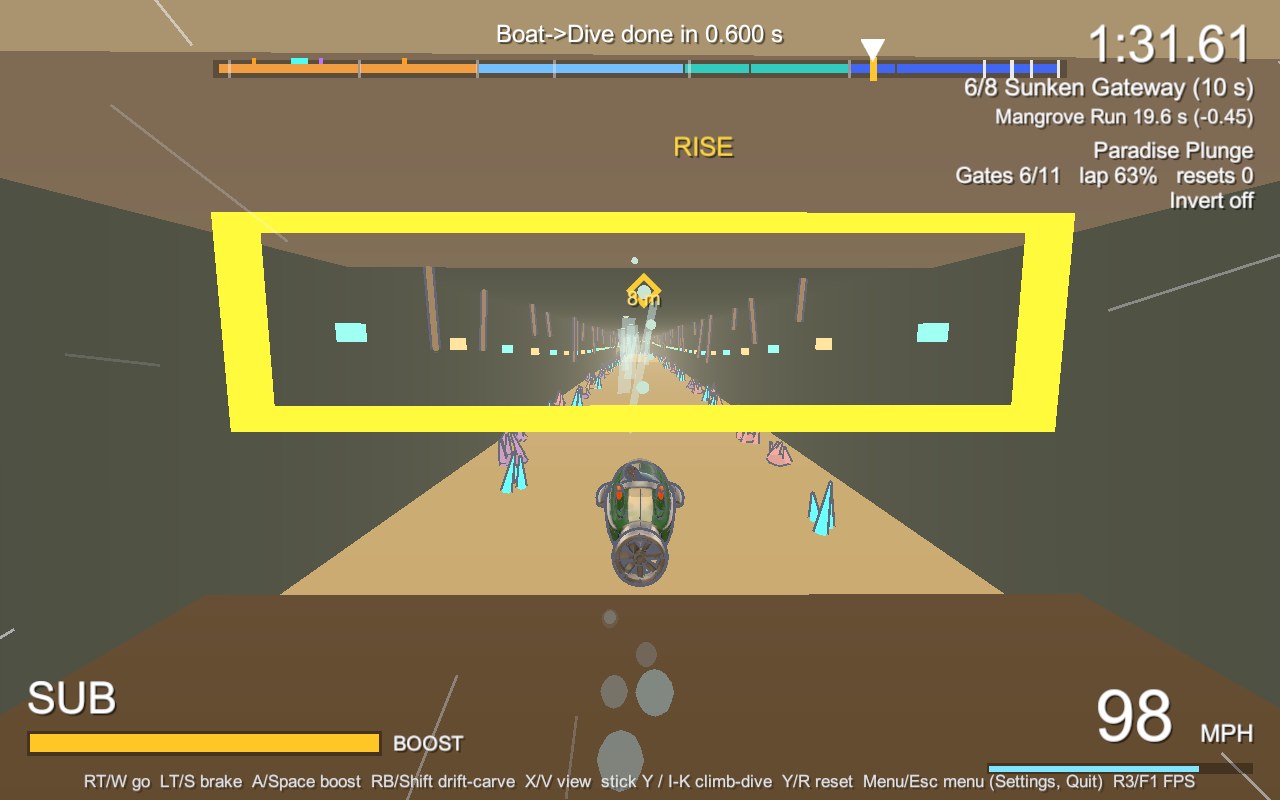 Boat->Dive done in 0.600 s
1:31.61
6/8 Sunken Gateway (10 s)
Mangrove Run 19.6 s (-0.45)
RISE
Paradise Plunge
Gates 6/11 lap 63% resets 0
Invert off
SUB
BOOST
98 MPH
RT/W go LT/S brake A/Space boost RB/Shift drift-carve X/V view stick Y / I-K climb-dive Y/R reset Menu/Esc menu (Settings, Quit) R3/F1 FPS